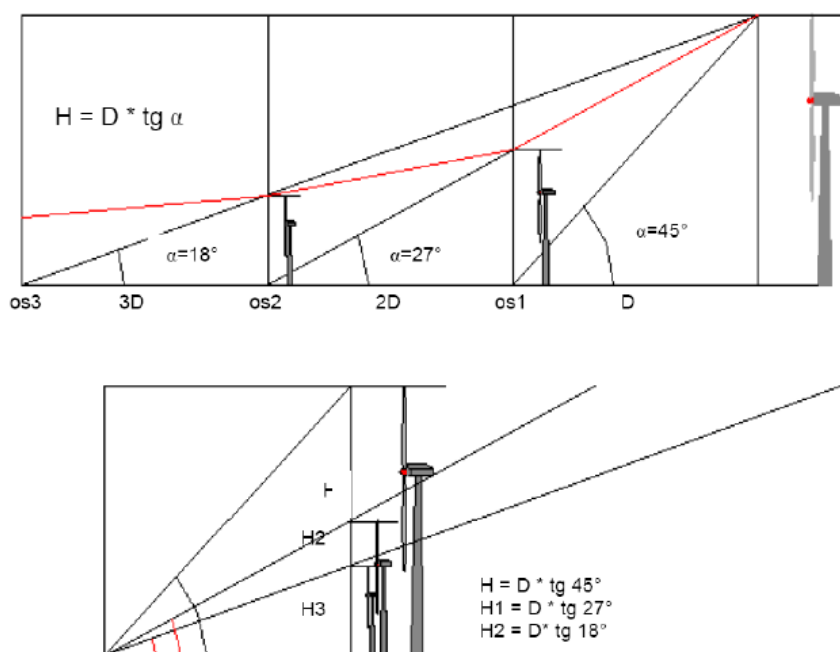 H = D * tg α
α=18°
α=27°
α=45°
os3 3D os2 2D os1 D
H2
H3
H = D * tg 45°
H1 = D * tg 27°
H2 = D* tg 18°